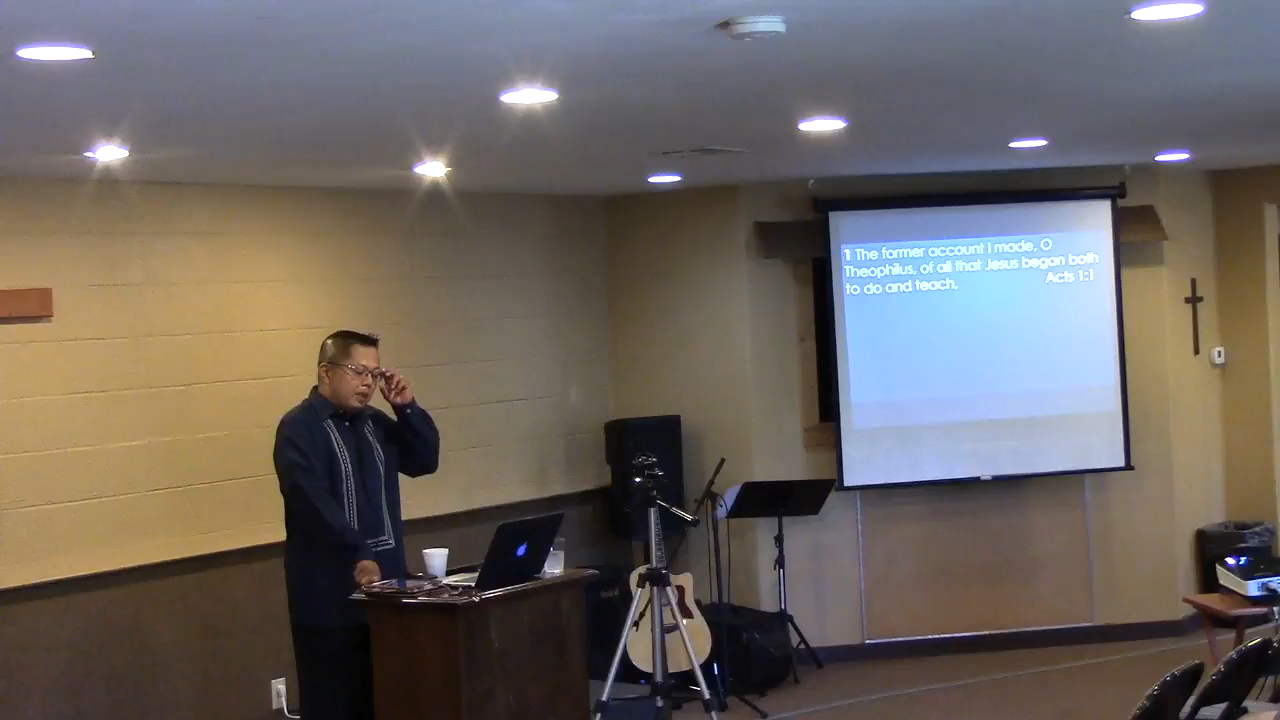 1 The former account I made, O
Theophilus, of all that Jesus began both
to do and teach, Acts 1:1